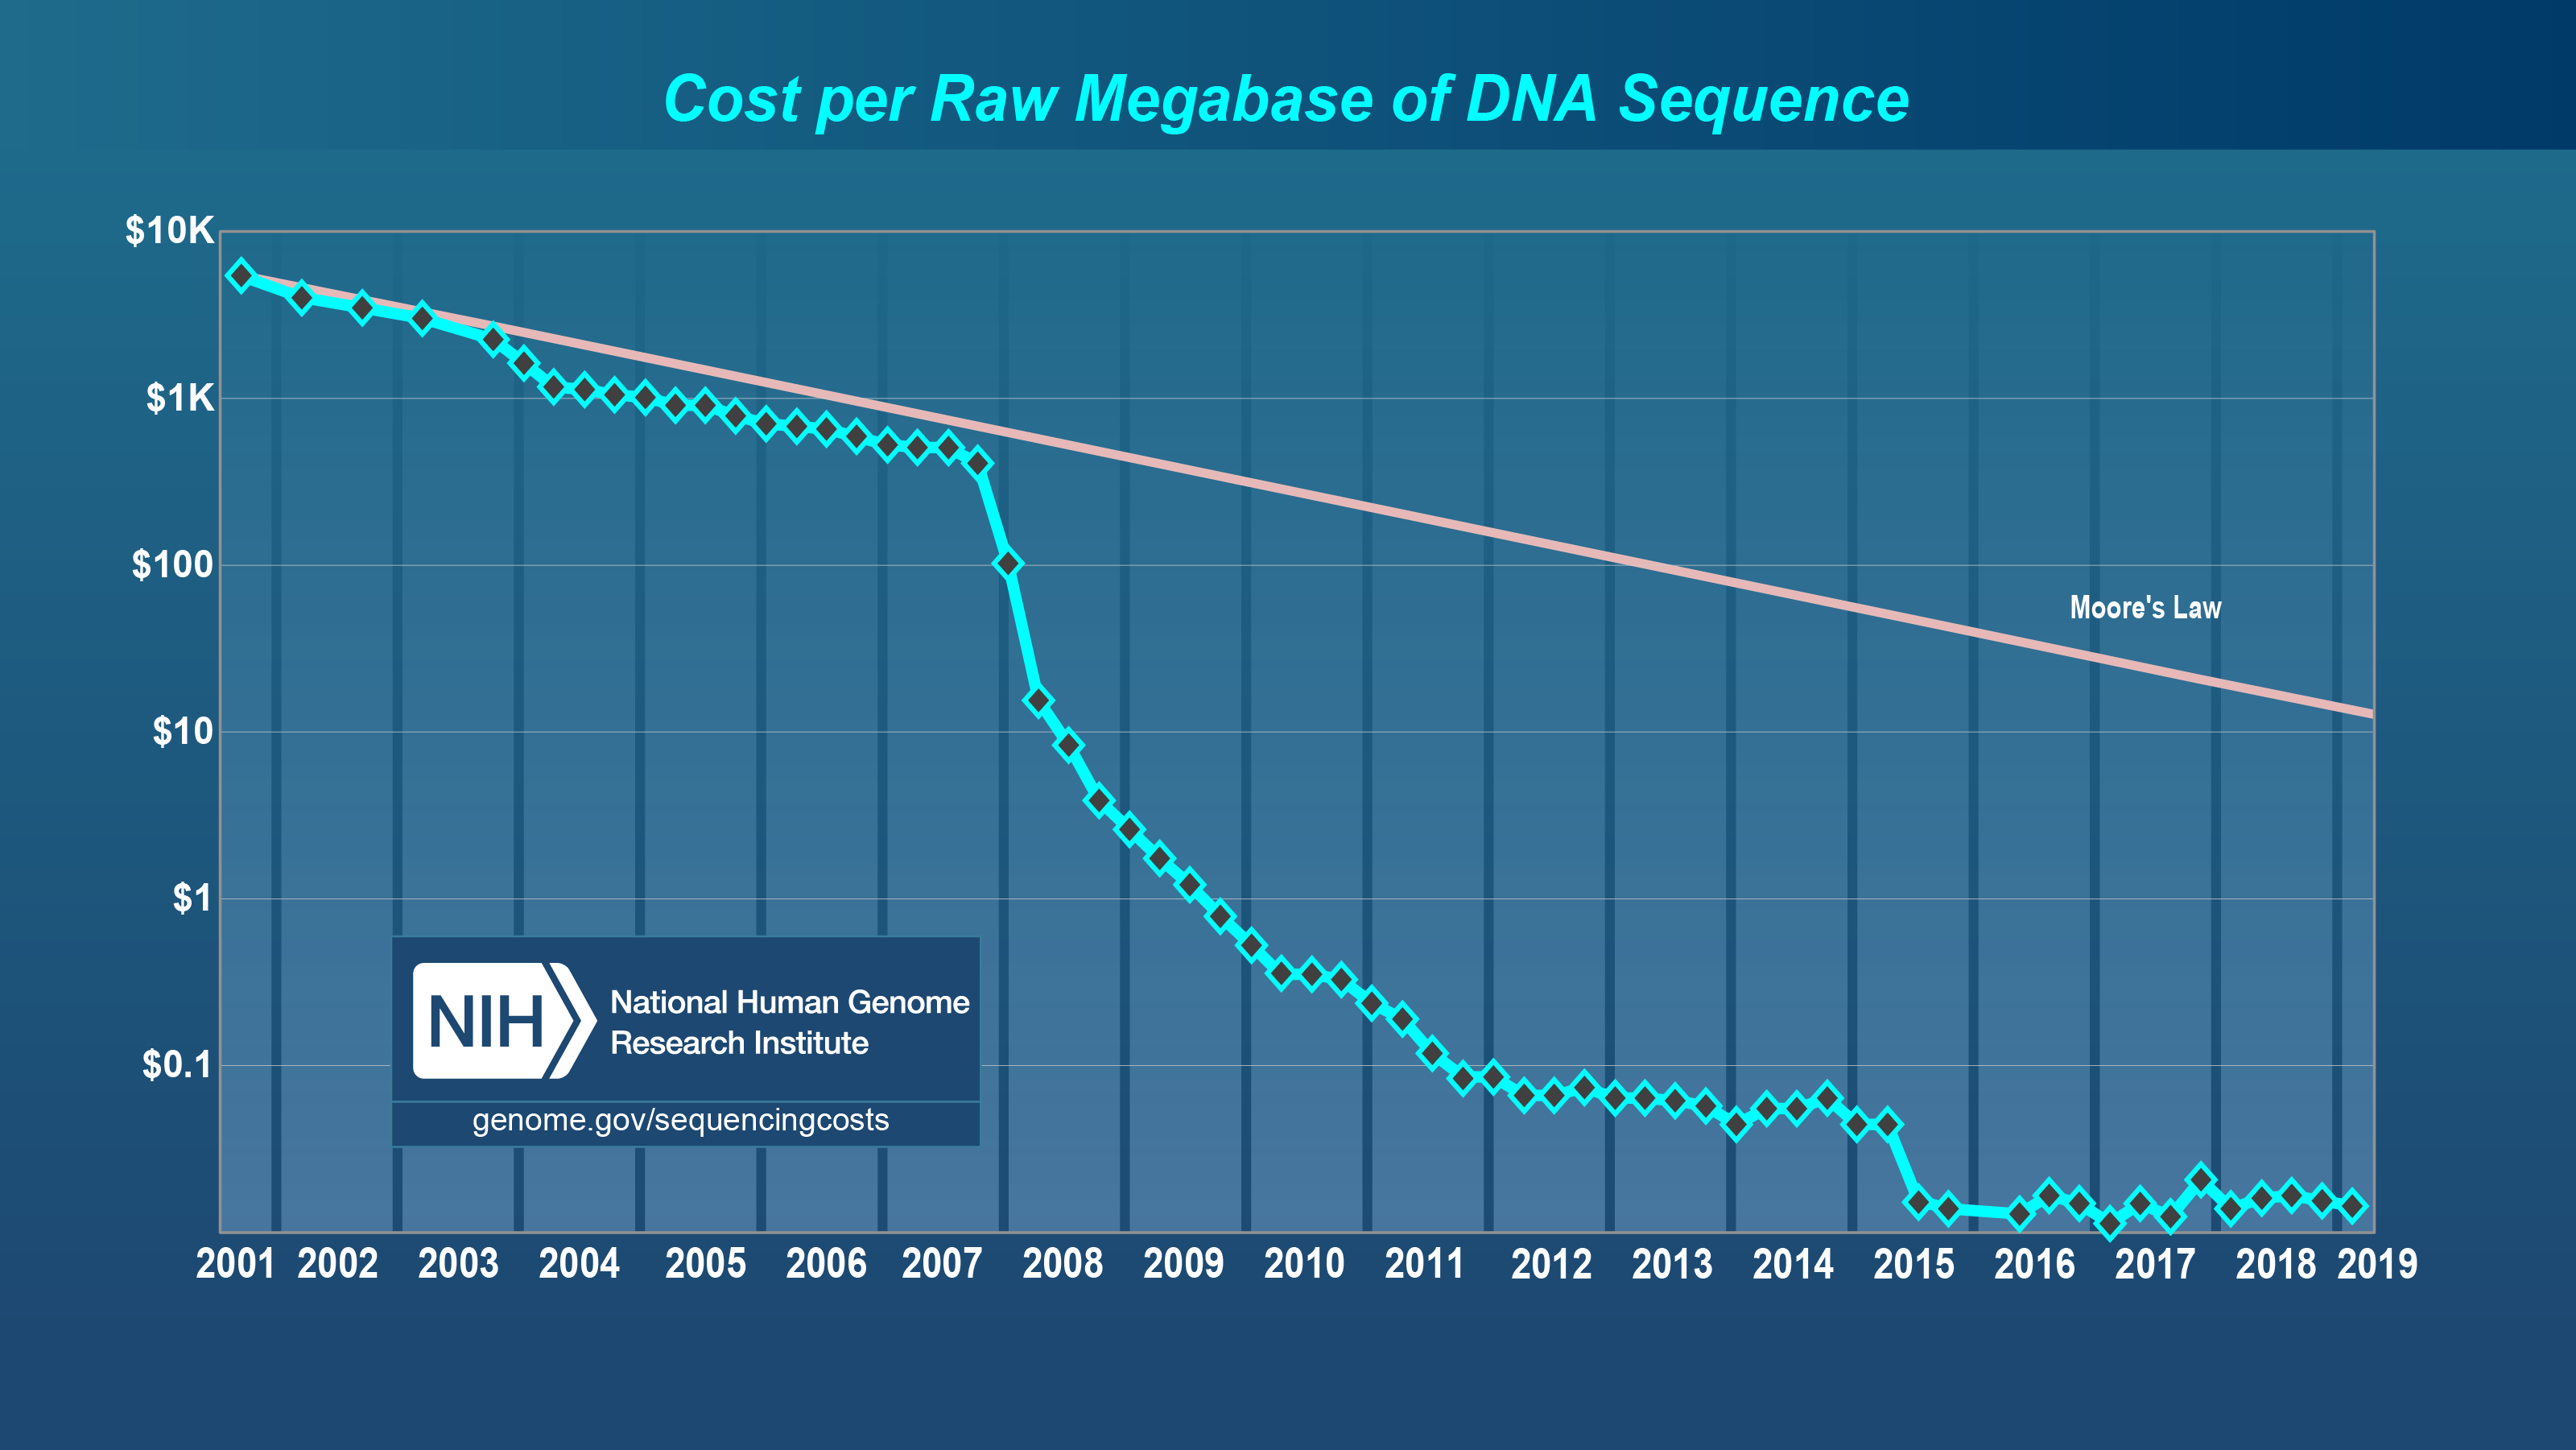 Cost per Raw Megabase of DNA Sequence
$10K
$1K
$100
$10
$1
$0.1
Moore's Law
NIH
National Human Genome
Research Institute
genome.gov/sequencingcosts
2001 2002 2003 2004 2005 2006 2007 2008 2009 2010 2011 2012 2013 2014 2015 2016 2017 2018 2019